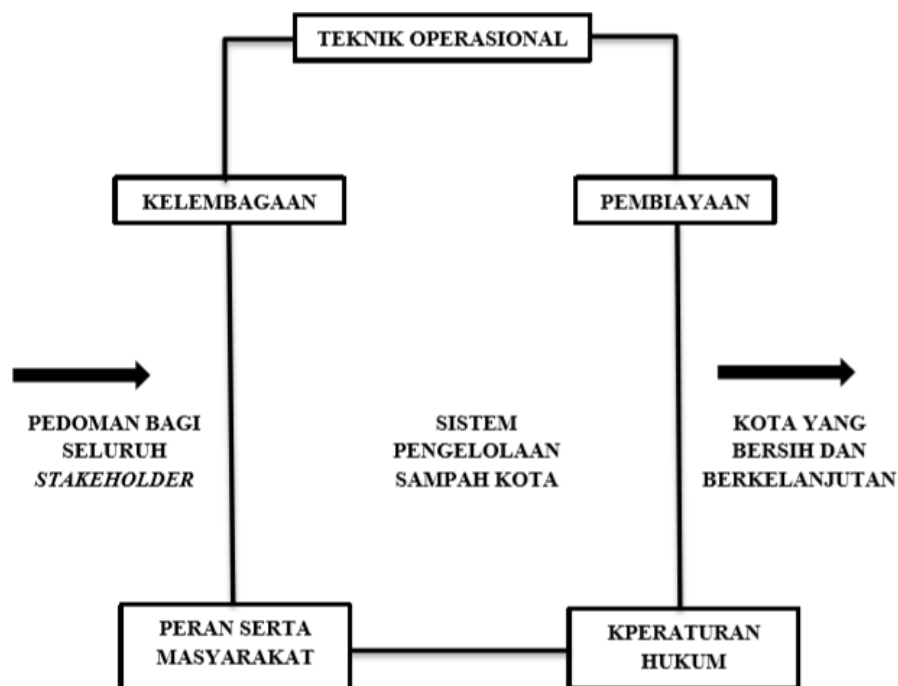 TEKNIK OPERASIONAL
KELEMBAGAAN
PEMBIAYAAN
PEDOMAN BAGI
SELURUH
STAKEHOLDER
SISTEM
PENGELOLAAN
SAMPAH KOTA
KOTA YANG
BERSIH DAN
BERKELANJUTAN
PERAN SERTA
MASYARAKAT
KPERATURAN
HUKUM